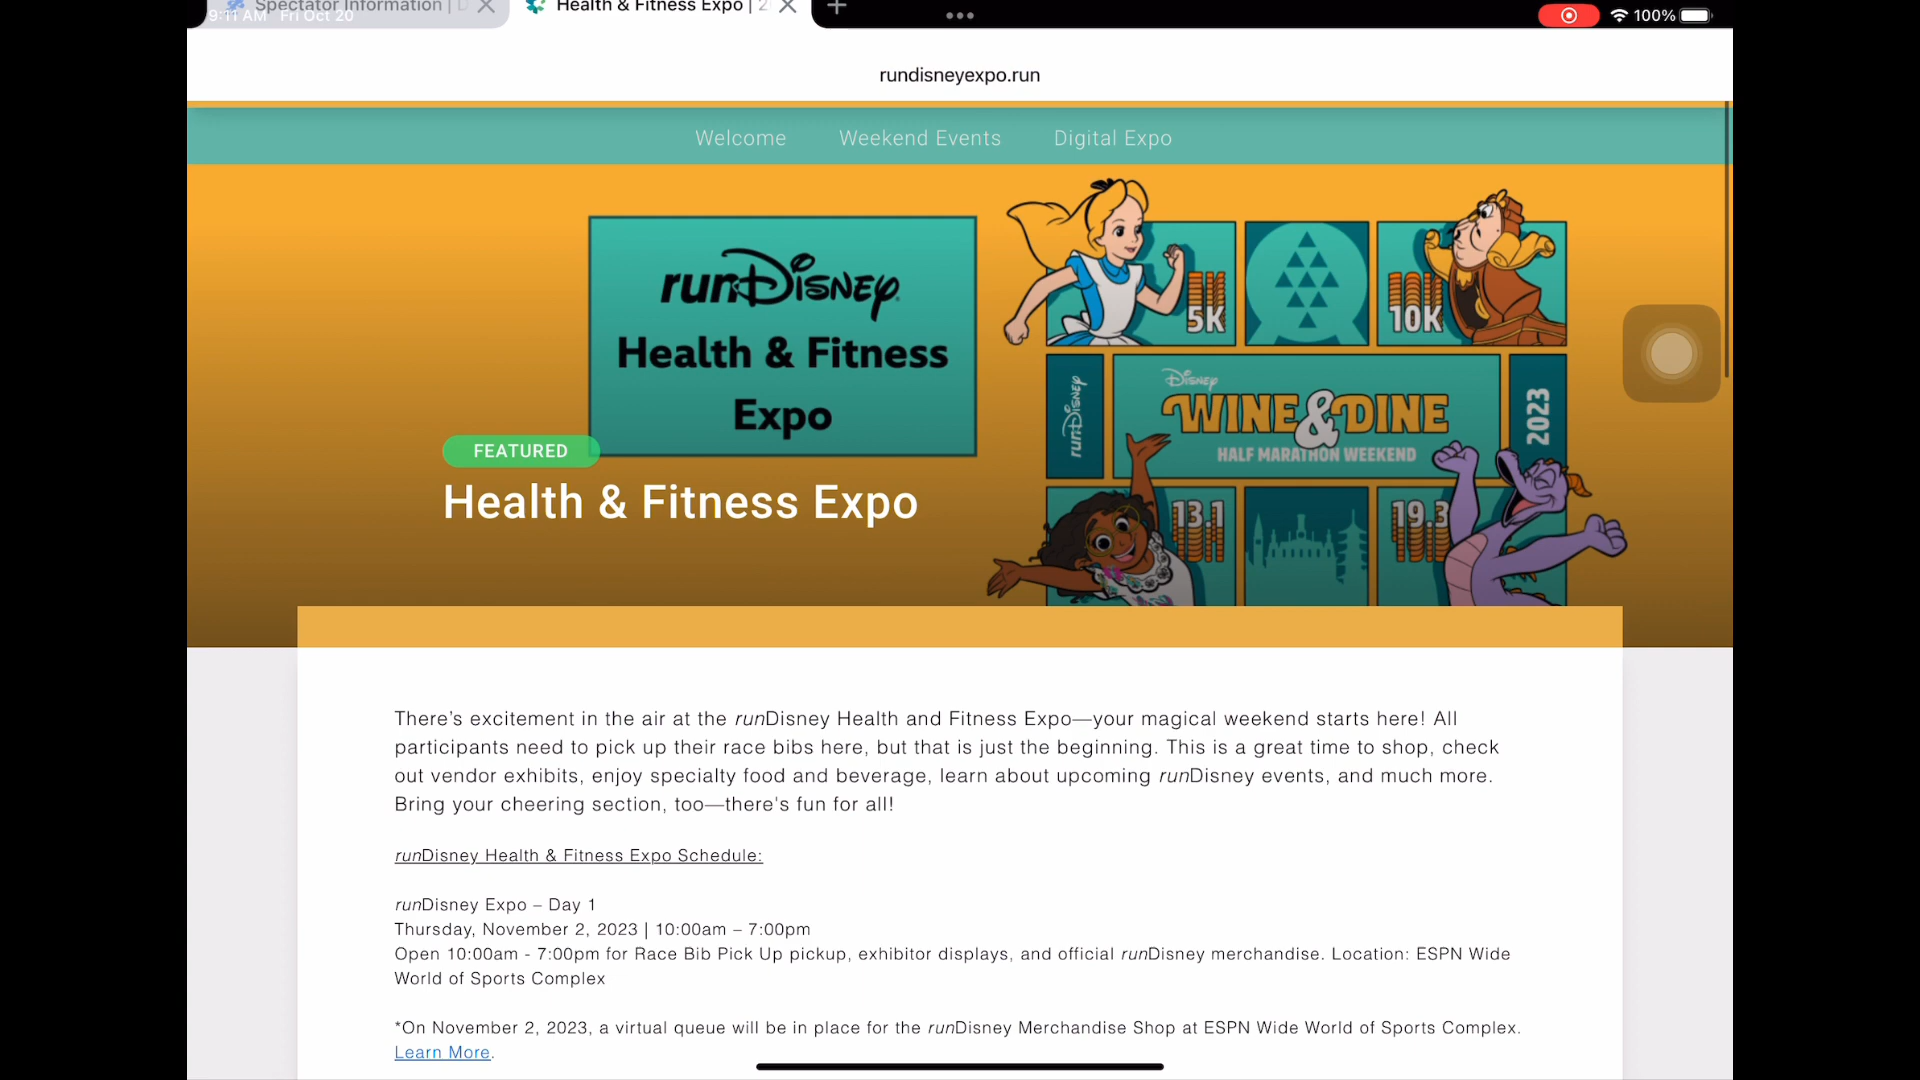 Spectator Information | D
Health & Fitness Expo | 2
9:11 AM Fri Oct 20
100%
rundisneyexpo.run
Welcome Weekend Events Digital Expo
runDisney
Health & Fitness
Expo
5K
10K
runDisney
Disney
WINE & DINE
HALF MARATHON WEEKEND
2023
13.1
19.3
FEATURED
Health & Fitness Expo
There’s excitement in the air at the runDisney Health and Fitness Expo—your magical weekend starts here! All
participants need to pick up their race bibs here, but that is just the beginning. This is a great time to shop, check
out vendor exhibits, enjoy specialty food and beverage, learn about upcoming runDisney events, and much more.
Bring your cheering section, too—there's fun for all!
runDisney Health & Fitness Expo Schedule:
runDisney Expo – Day 1
Thursday, November 2, 2023 | 10:00am – 7:00pm
Open 10:00am - 7:00pm for Race Bib Pick Up pickup, exhibitor displays, and official runDisney merchandise. Location: ESPN Wide
World of Sports Complex
*On November 2, 2023, a virtual queue will be in place for the runDisney Merchandise Shop at ESPN Wide World of Sports Complex.
Learn More.